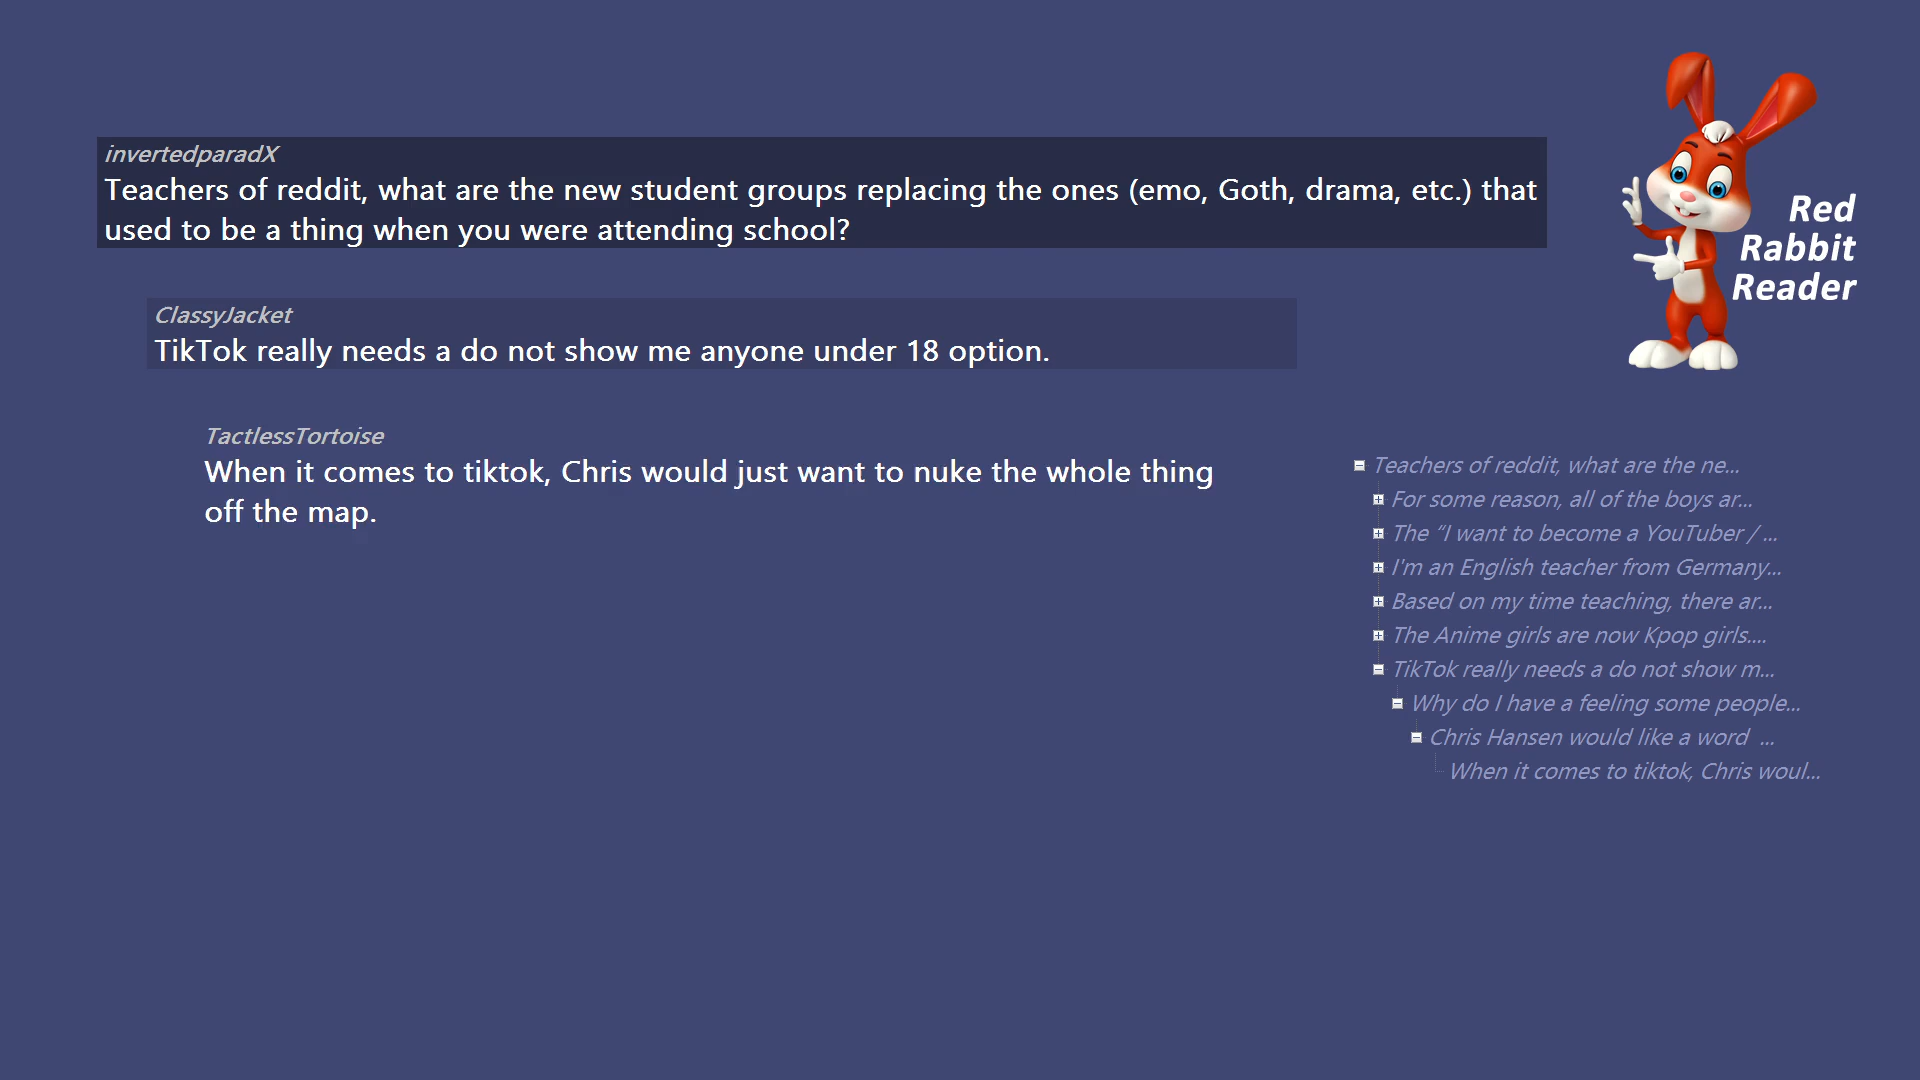 invertedparadX
Teachers of reddit, what are the new student groups replacing the ones (emo, Goth, drama, etc.) that
used to be a thing when you were attending school?
ClassyJacket
TikTok really needs a do not show me anyone under 18 option.
TactlessTortoise
When it comes to tiktok, Chris would just want to nuke the whole thing
off the map.
Red
Rabbit
Reader
Teachers of reddit, what are the ne...
For some reason, all of the boys ar...
The “I want to become a YouTuber / ...
I'm an English teacher from Germany...
Based on my time teaching, there ar...
The Anime girls are now Kpop girls....
TikTok really needs a do not show m...
Why do I have a feeling some people...
Chris Hansen would like a word  ...
When it comes to tiktok, Chris woul...